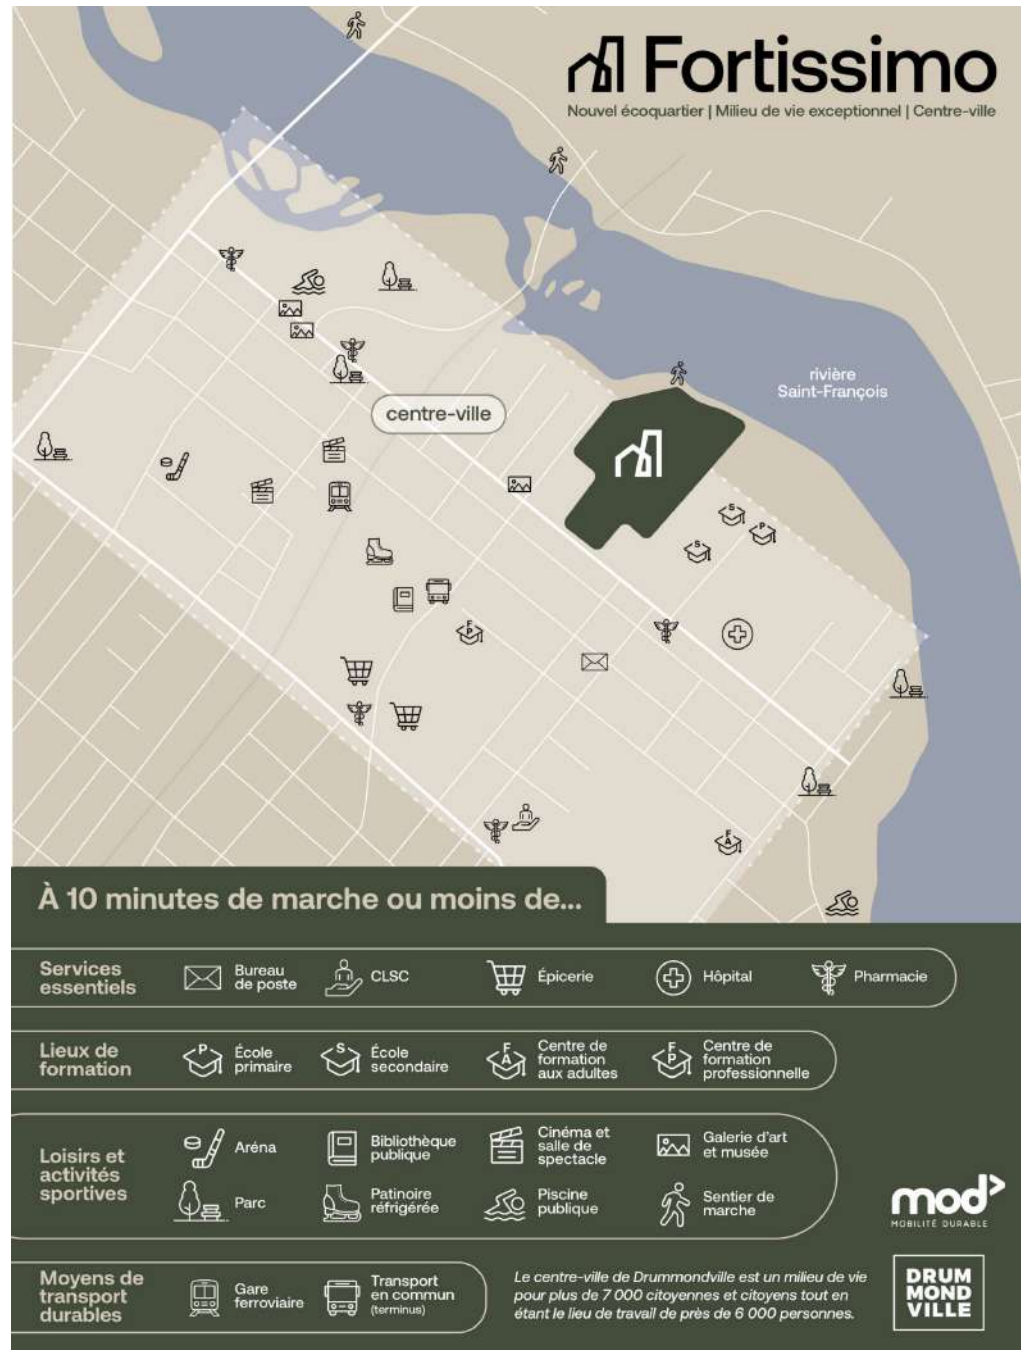 Fortissimo
Nouvel écoquartier | Milieu de vie exceptionnel | Centre-ville
rivière
Saint-François
centre-ville
S
P
S
F
P
F
A
À 10 minutes de marche ou moins de...
Services
essentiels
Bureau
de poste
CLSC
Épicerie
Hôpital
Pharmacie
Lieux de
formation
P
École
primaire
S
École
secondaire
F
A
Centre de
formation
aux adultes
F
P
Centre de
formation
professionnelle
Loisirs et
activités
sportives
Aréna
Bibliothèque
publique
Cinéma et
salle de
spectacle
Galerie d'art
et musée
Parc
Patinoire
réfrigérée
Piscine
publique
Sentier de
marche
mod
MOBILITÉ DURABLE
Moyens de
transport
durables
Gare
ferroviaire
Transport
en commun
(terminus)
Le centre-ville de Drummondville est un milieu de vie
pour plus de 7 000 citoyennes et citoyens tout en
étant le lieu de travail de près de 6 000 personnes.
DRUM
MOND
VILLE